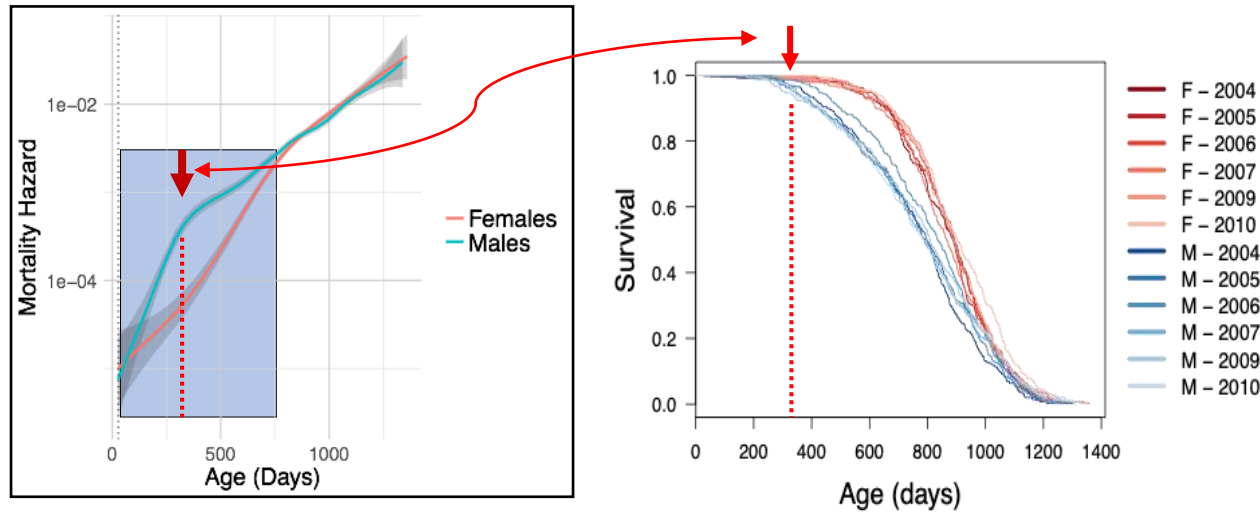 Mortality Hazard
1e−02
1e−04
0
500
1000
Age (Days)
Females
Males
Survival
1.0
0.8
0.6
0.4
0.2
0.0
0
200
400
600
800
1000
1200
1400
Age (days)
F − 2004
F − 2005
F − 2006
F − 2007
F − 2009
F − 2010
M − 2004
M − 2005
M − 2006
M − 2007
M − 2009
M − 2010